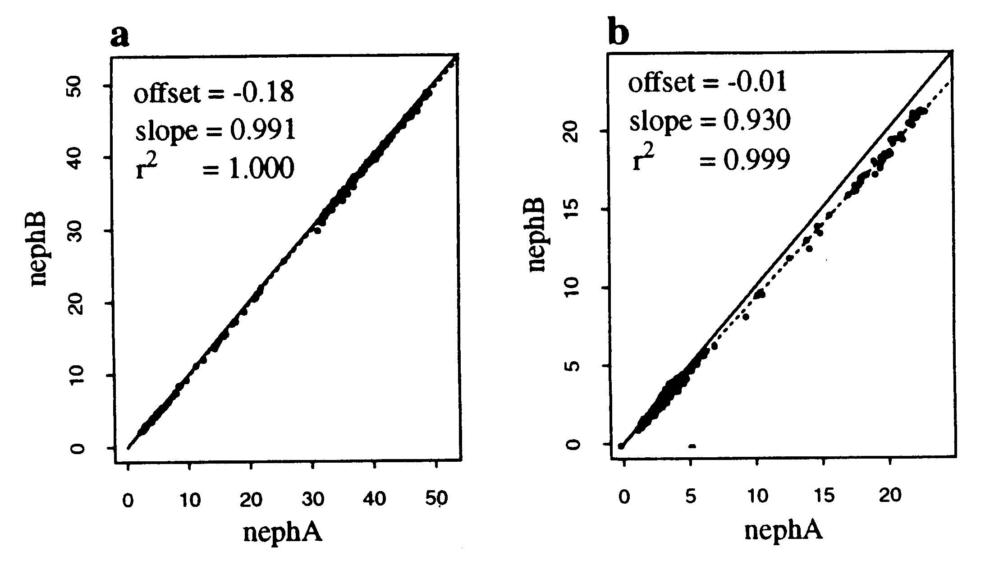 a
offset = -0.18
slope = 0.991
r² = 1.000
nephB
50
40
30
20
10
0
0 10 20 30 40 50
nephA
b
offset = -0.01
slope = 0.930
r² = 0.999
nephB
20
15
10
5
0
0 5 10 15 20
nephA